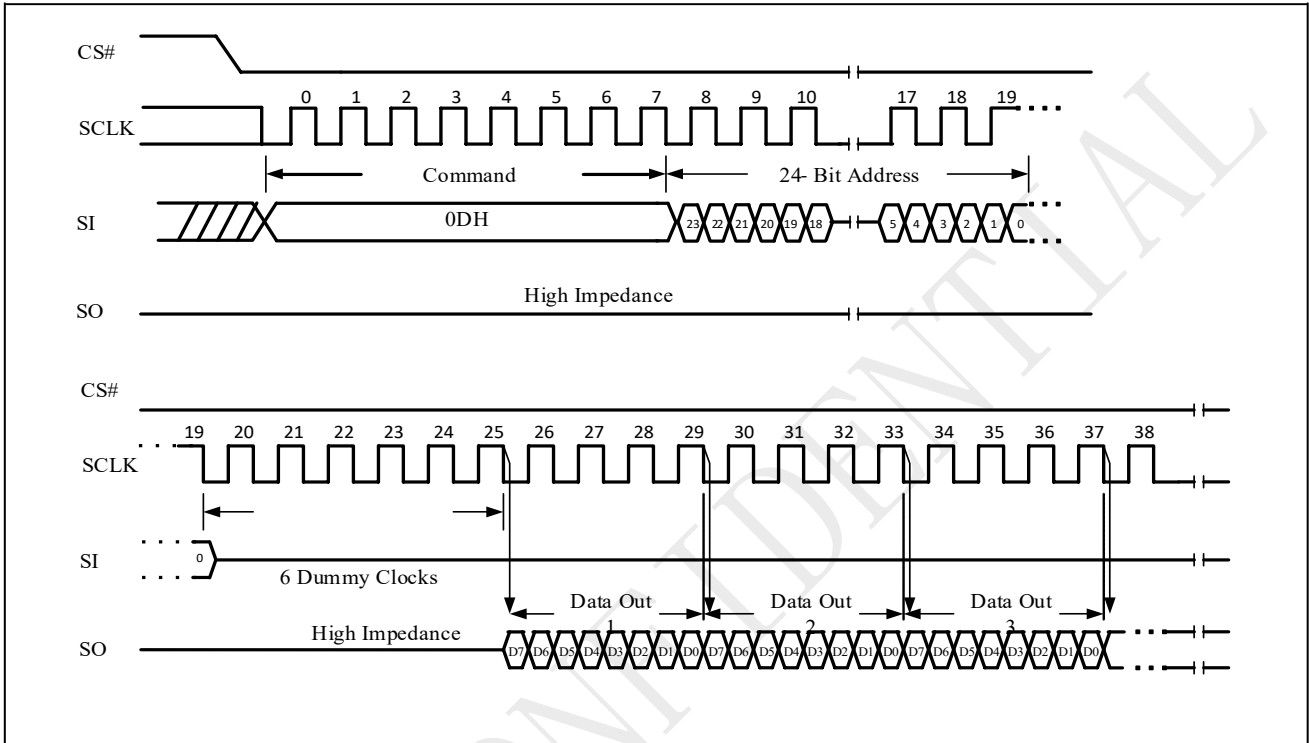 CS#
0 1 2 3 4 5 6 7 8 9 10 17 18 19
SCLK
Command 24- Bit Address
SI 0DH 23 22 21 20 19 18 5 4 3 2 1 0
High Impedance
SO
CS#
19 20 21 22 23 24 25 26 27 28 29 30 31 32 33 34 35 36 37 38
SCLK
SI 0
6 Dummy Clocks
Data Out Data Out Data Out
1 2 3
High Impedance
SO D7 D6 D5 D4 D3 D2 D1 D0 D7 D6 D5 D4 D3 D2 D1 D0 D7 D6 D5 D4 D3 D2 D1 D0
ONFIDENTIAL